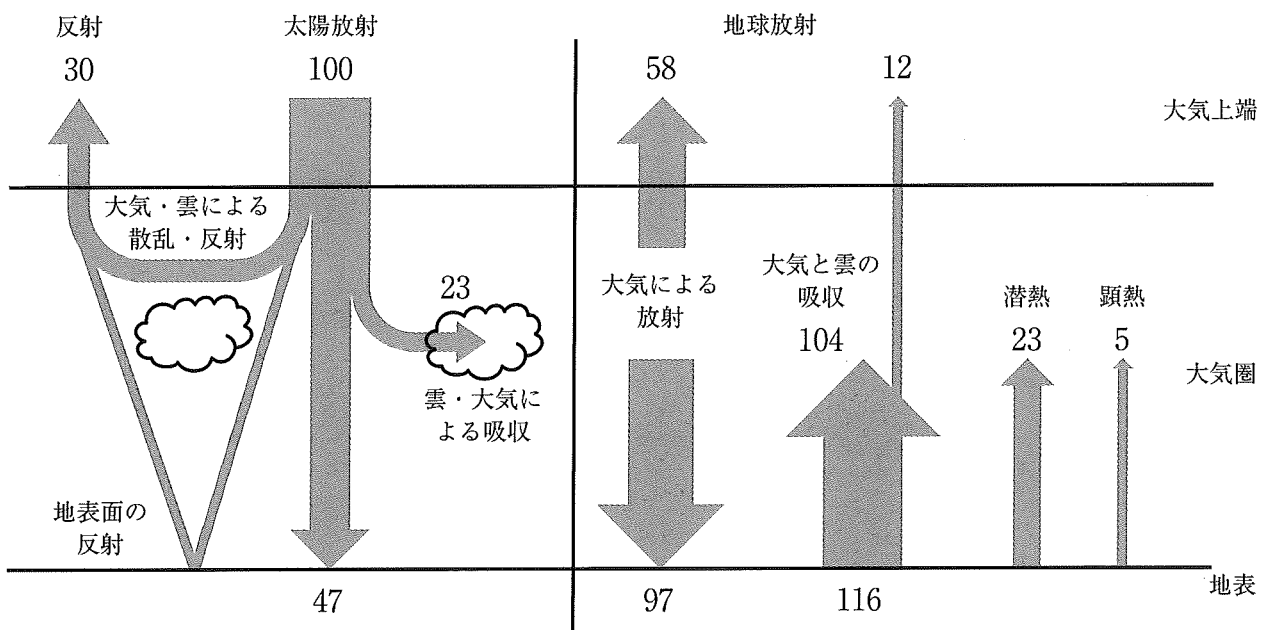 反射
30
太陽放射
100
地球放射
58
12
大気上端
大気・雲による
散乱・反射
23
雲・大気に
よる吸収
大気による
放射
大気と雲の
吸収
104
潜熱
23
顕熱
5
大気圏
地表面の
反射
地表
47
97
116